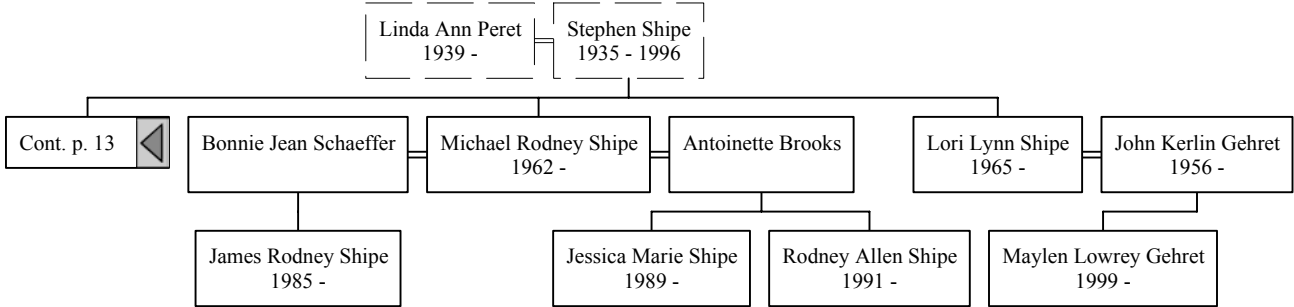 Linda Ann Peret
1939 -
Stephen Shipe
1935 - 1996
Cont. p. 13
Bonnie Jean Schaeffer
Michael Rodney Shipe
1962 -
Antoinette Brooks
Lori Lynn Shipe
1965 -
John Kerlin Gehret
1956 -
James Rodney Shipe
1985 -
Jessica Marie Shipe
1989 -
Rodney Allen Shipe
1991 -
Maylen Lowrey Gehret
1999 -